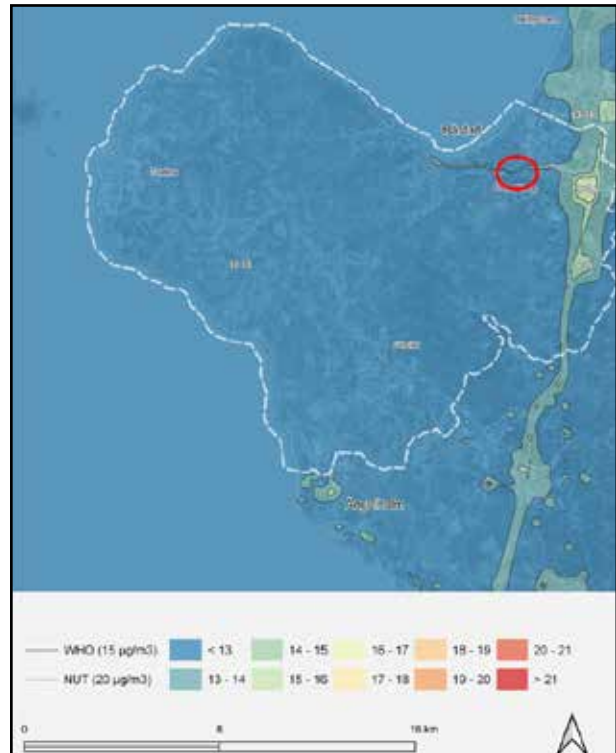 Båstad
Ängelholm
WHO (15 µg/m3)
NUT (20 µg/m3)
< 13
14 - 15
16 - 17
18 - 19
20 - 21
13 - 14
15 - 16
17 - 18
19 - 20
> 21
0
8
16 km